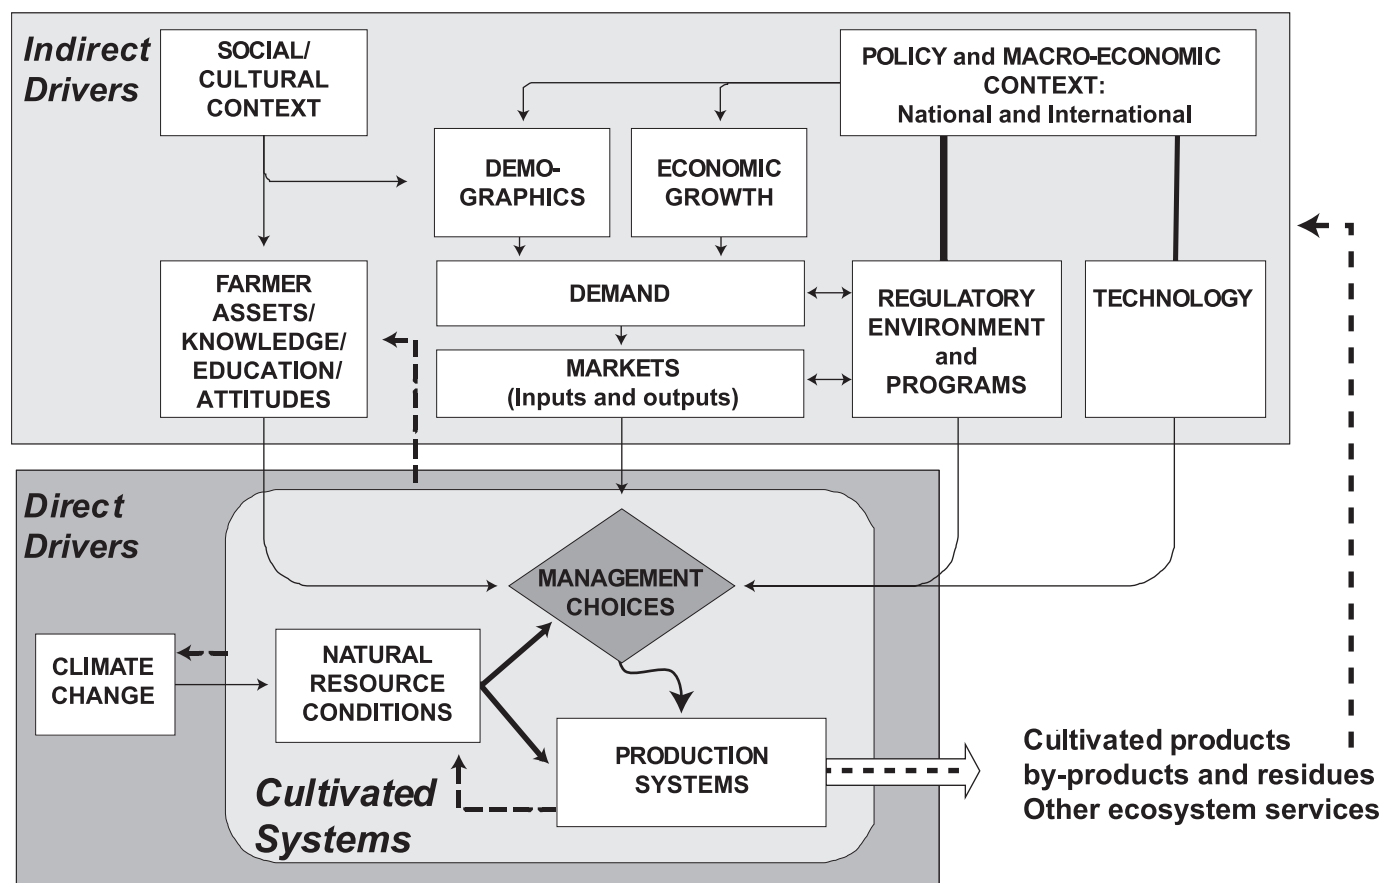 Indirect
Drivers
SOCIAL/
CULTURAL
CONTEXT
POLICY and MACRO-ECONOMIC
CONTEXT:
National and International
DEMO-
GRAPHICS
ECONOMIC
GROWTH
FARMER
ASSETS/
KNOWLEDGE/
EDUCATION/
ATTITUDES
DEMAND
MARKETS
(Inputs and outputs)
REGULATORY
ENVIRONMENT
and
PROGRAMS
TECHNOLOGY
Direct
Drivers
MANAGEMENT
CHOICES
CLIMATE
CHANGE
NATURAL
RESOURCE
CONDITIONS
PRODUCTION
SYSTEMS
Cultivated
Systems
Cultivated products
by-products and residues
Other ecosystem services